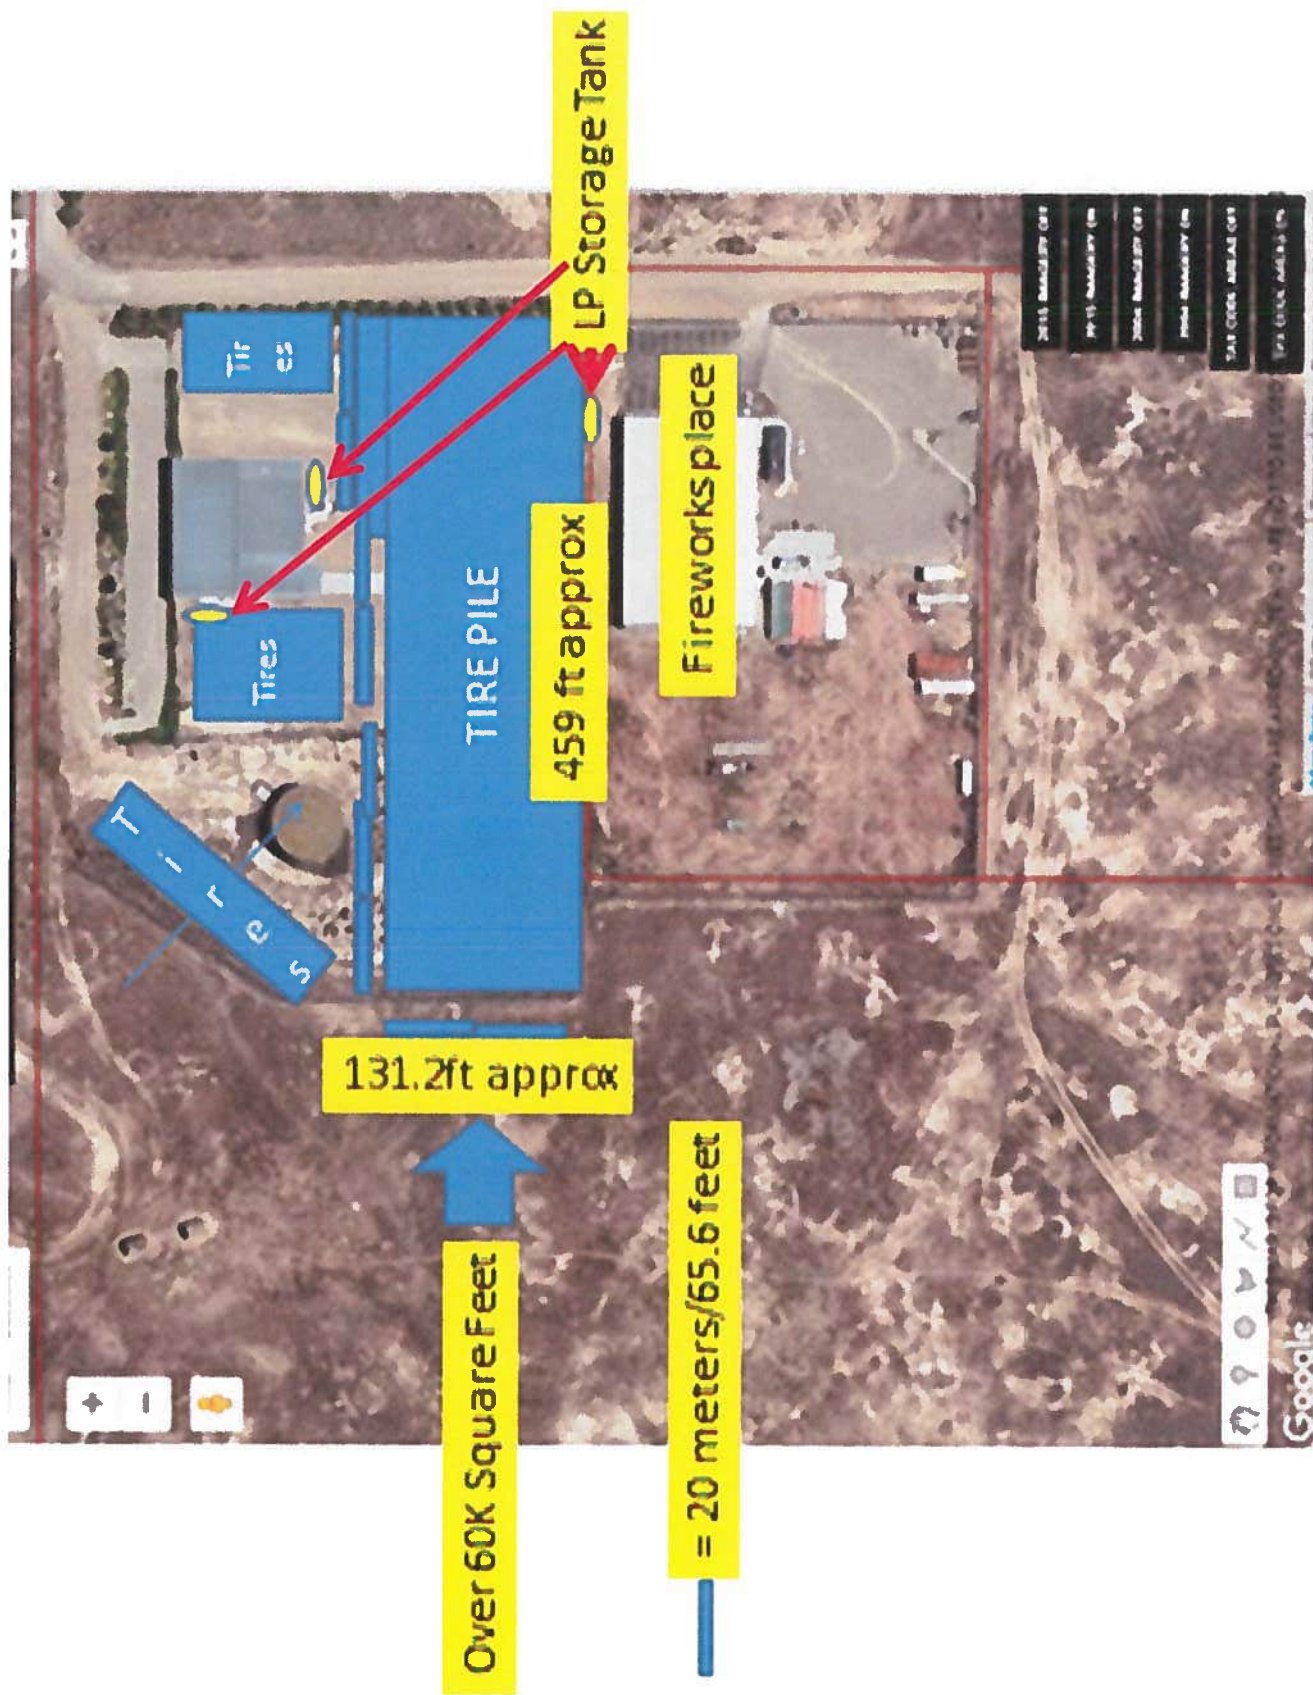 Tires
Tires
Tir
es
131.2ft approx
Over 60K Square Feet
TIRE PILE
459 ft approx
LP Storage Tank
= 20 meters/65.6 feet
Fireworks place
Google